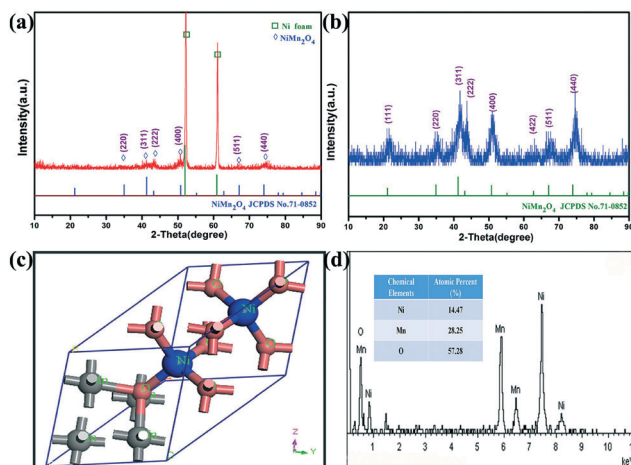 (a)
Ni foam
NiMn2O4
Intensity(a.u.)
(220)
(311)
(222)
(400)
(511)
(440)
NiMn2O4 JCPDS No.71-0852
10 20 30 40 50 60 70 80 90
2-Theta(degree)
(b)
Intensity(a.u.)
(111)
(220)
(311)
(222)
(400)
(422)
(511)
(440)
NiMn2O4 JCPDS No.71-0852
10 20 30 40 50 60 70 80 90
2-Theta(degree)
(c)
Ni
Ni
Z
Y
(d)
Chemical Elements
Atomic Percent (%)
Ni 14.47
Mn 28.25
O 57.28
O
Mn
Ni
Mn
Mn
Ni
Ni
0 1 2 3 4 5 6 7 8 9 10
keV